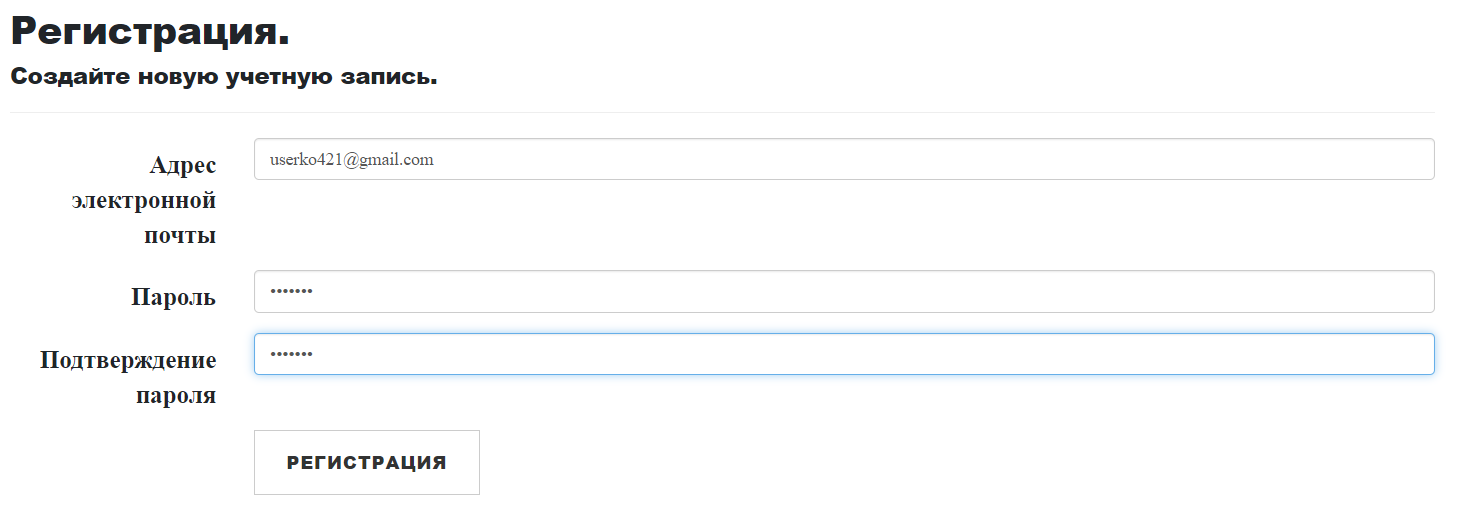 Регистрация.
Создайте новую учетную запись.
Адрес
электронной
почты
userko421@gmail.com
Пароль
•••••••
Подтверждение
пароля
•••••••
РЕГИСТРАЦИЯ